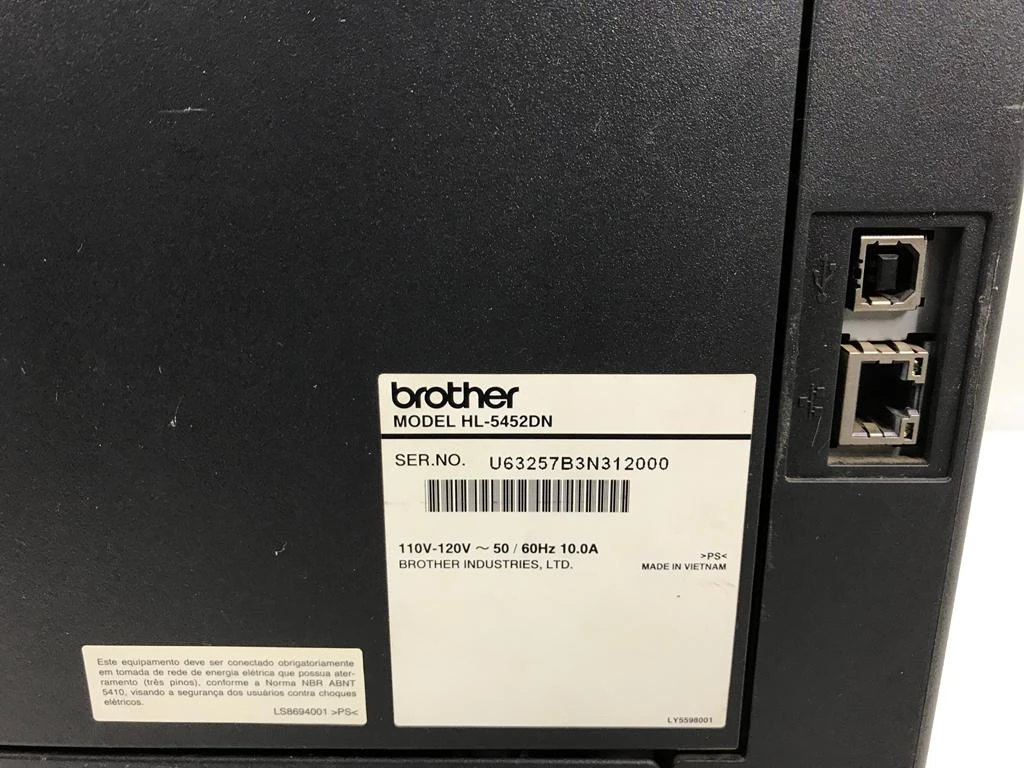 brother
MODEL HL-5452DN
SER.NO. U63257B3N312000
110V-120V ~ 50 / 60Hz 10.0A
BROTHER INDUSTRIES, LTD.
>PS<
MADE IN VIETNAM
LY5598001
Este equipamento deve ser conectado obrigatoriamente
em tomada de rede de energia elétrica que possua ater-
ramento (três pinos), conforme a Norma NBR ABNT
5410, visando a segurança dos usuários contra choques
elétricos.
LS8694001 >PS<